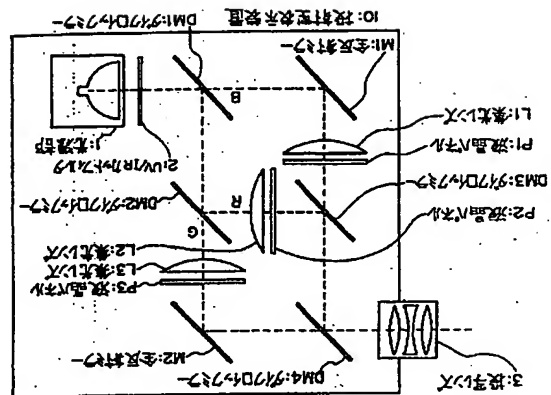 3:投写レンズ
DM4:ダイクロイックミラー
M2:全反射ミラー
P3:液晶パネル
L3:集光レンズ
L2:集光レンズ
P2:液晶パネル
G
R
DM3:ダイクロイックミラー
DM2:ダイクロイックミラー
P1:液晶パネル
L1:集光レンズ
2:UV/IRカットフィルタ
1:光源部
B
M1:全反射ミラー
10:投射型表示装置
DM1:ダイクロイックミラー